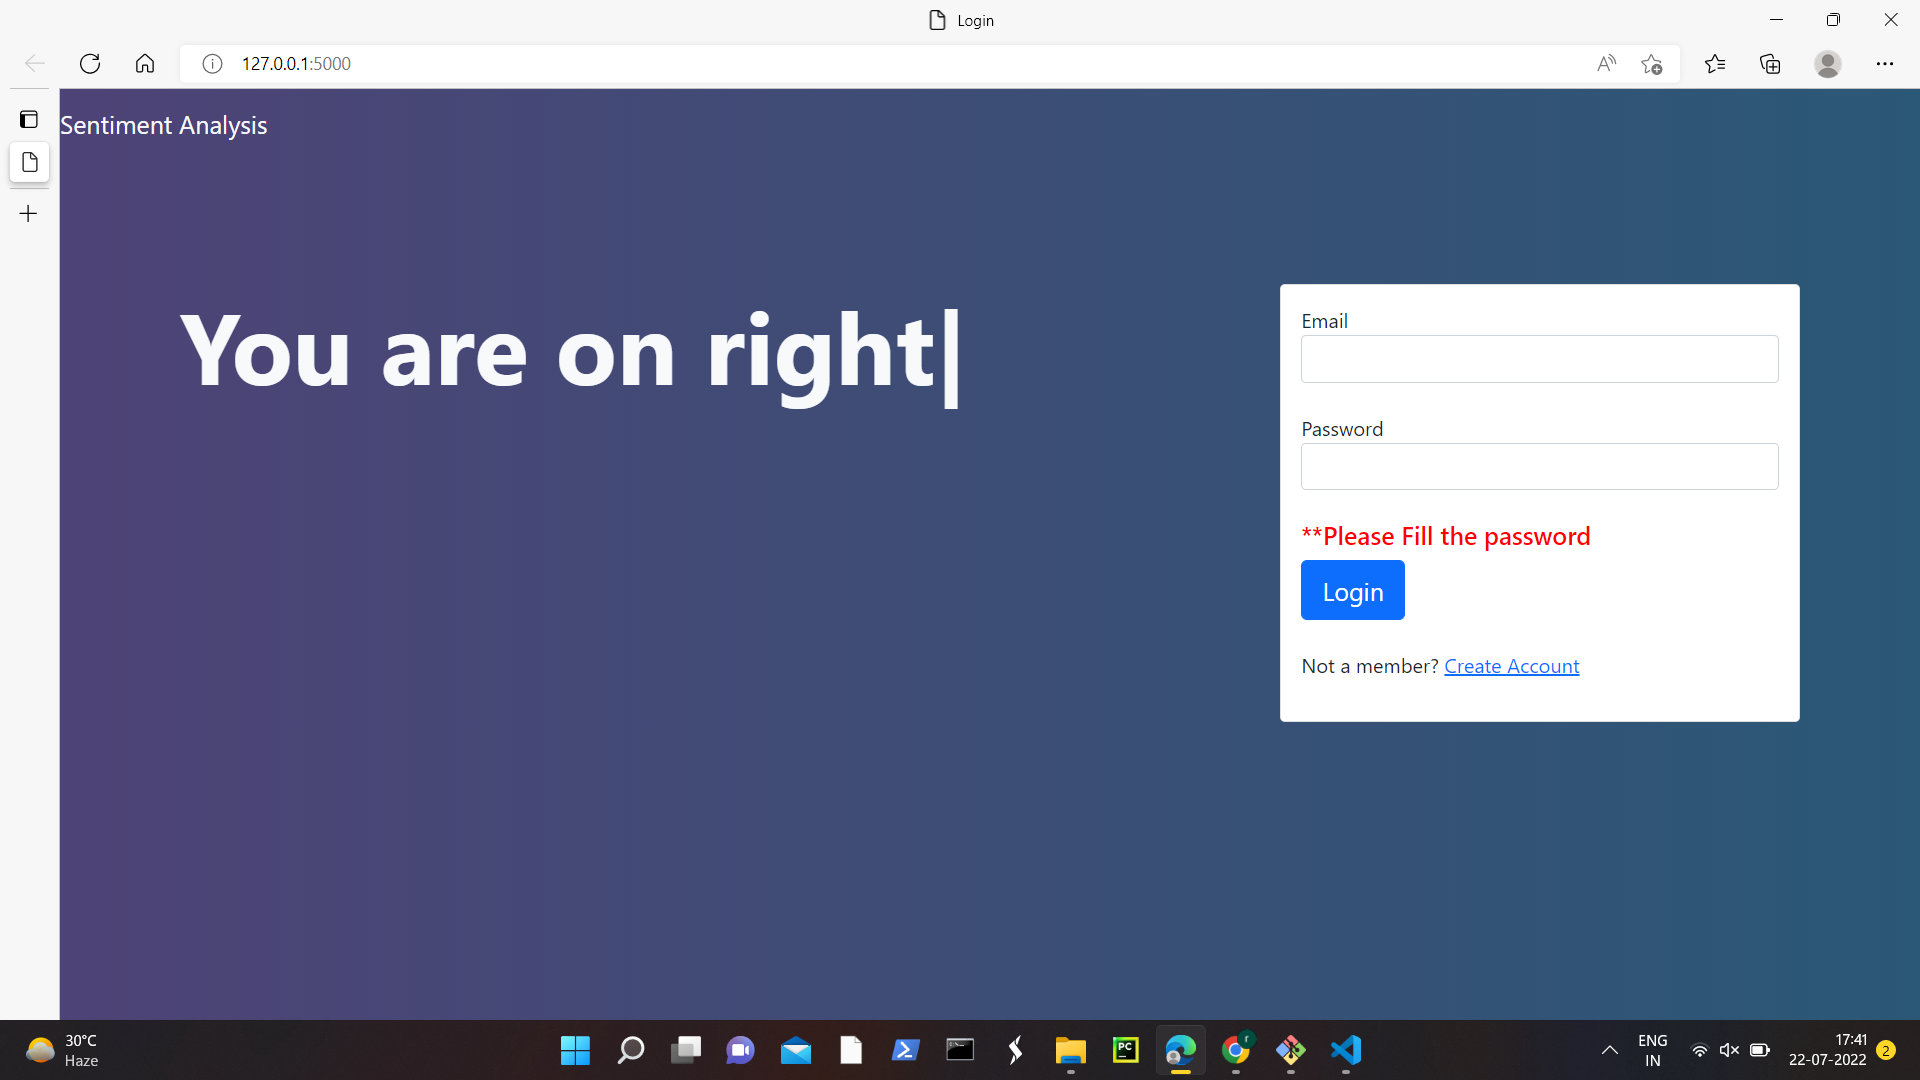 Login
127.0.0.1:5000
Sentiment Analysis
You are on right|
Email
Password
**Please Fill the password
Login
Not a member? Create Account
30°C
Haze
PC
r
ENG
IN
17:41
22-07-2022
2